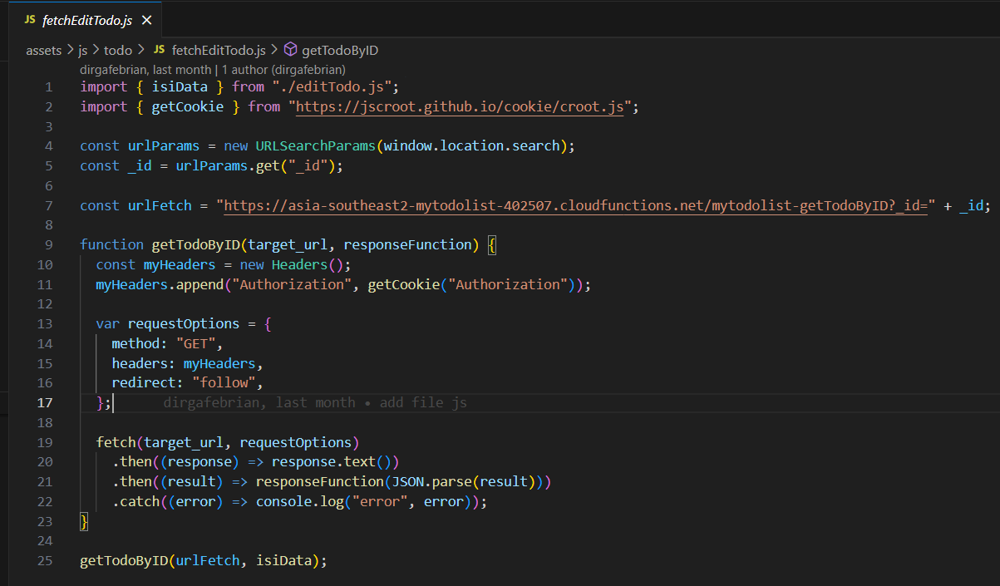 JS fetchEditTodo.js ×
assets > js > todo > JS fetchEditTodo.js > getTodoByID
dirgafebrian, last month | 1 author (dirgafebrian)
1 import { isiData } from "./editTodo.js";
2 import { getCookie } from "https://jscroot.github.io/cookie/croot.js";
3
4 const urlParams = new URLSearchParams(window.location.search);
5 const _id = urlParams.get("_id");
6
7 const urlFetch = "https://asia-southeast2-mytodolist-402507.cloudfunctions.net/mytodolist-getTodoByID?_id=" + _id;
8
9 function getTodoByID(target_url, responseFunction) {
10   const myHeaders = new Headers();
11   myHeaders.append("Authorization", getCookie("Authorization"));
12
13   var requestOptions = {
14     method: "GET",
15     headers: myHeaders,
16     redirect: "follow",
17   }; dirgafebrian, last month • add file js
18
19   fetch(target_url, requestOptions)
20     .then((response) => response.text())
21     .then((result) => responseFunction(JSON.parse(result)))
22     .catch((error) => console.log("error", error));
23 }
24
25 getTodoByID(urlFetch, isiData);